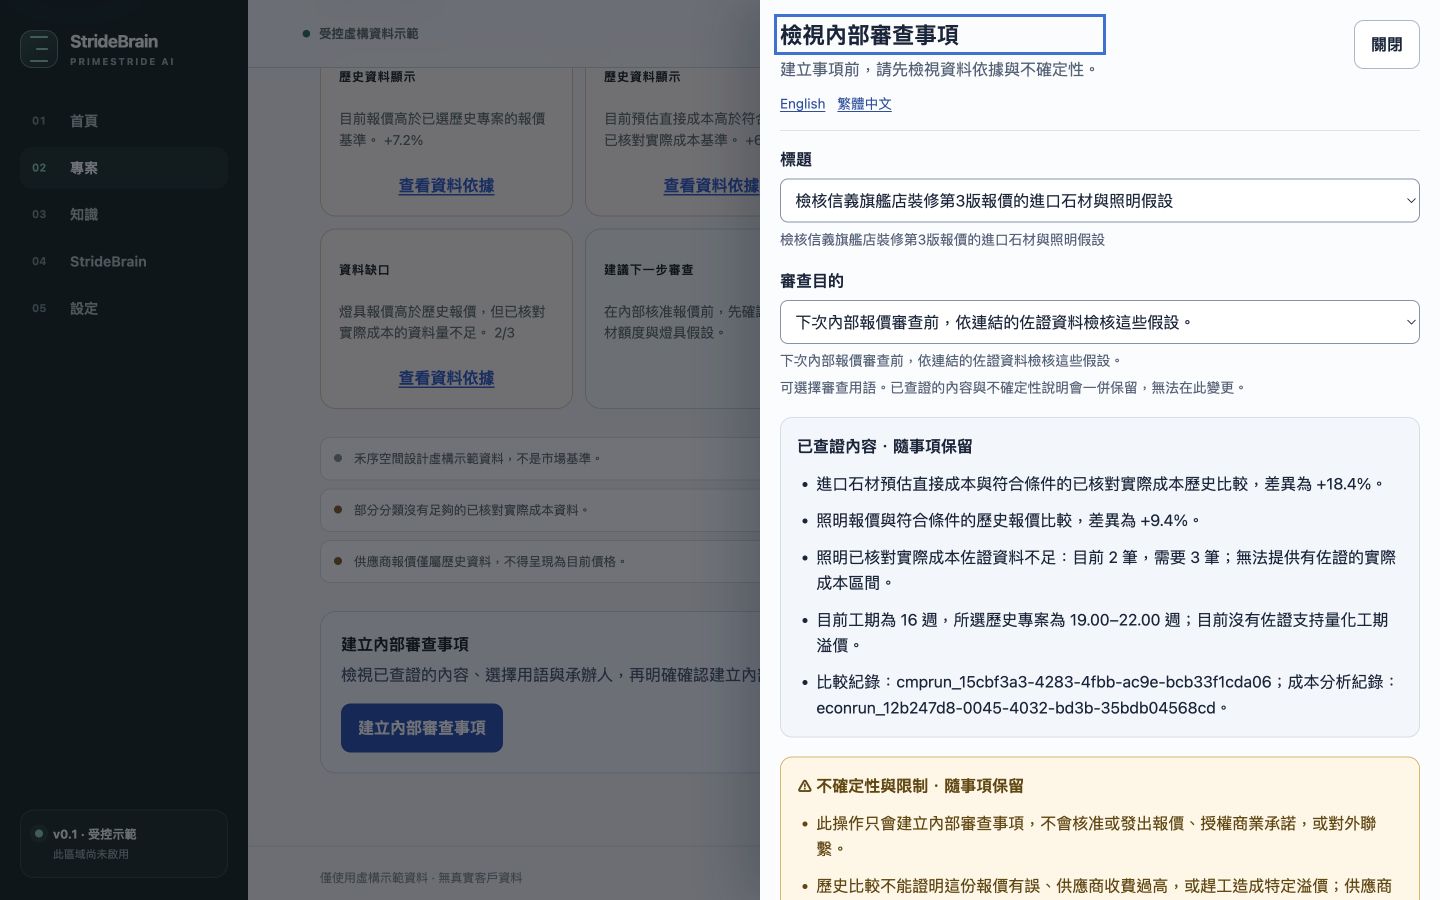 StrideBrain
PRIMESTRIDE AI
01 首頁
02 專案
03 知識
04 StrideBrain
05 設定
v0.1 · 受控示範
此區域尚未啟用
受控虛構資料示範
歷史資料顯示
目前報價高於已選歷史專案的報價
基準。 +7.2%
查看資料依據
歷史資料顯示
目前預估直接成本高於符
已核對實際成本基準。
查看資料依據
資料缺口
燈具報價高於歷史報價，但已核對
實際成本的資料量不足。 2/3
查看資料依據
建議下一步審查
在內部核准報價前，先確
材額度與燈具假設。
禾序空間設計虛構示範資料，不是市場基準。
部分分類沒有足夠的已核對實際成本資料。
供應商報價僅屬歷史資料，不得呈現為目前價格。
建立內部審查事項
檢視已查證的內容、選擇用語與承辦人，再明確確認建立內
建立內部審查事項
僅使用虛構示範資料 · 無真實客戶資料
檢視內部審查事項
關閉
建立事項前，請先檢視資料依據與不確定性。
English 繁體中文
標題
檢核信義旗艦店裝修第3版報價的進口石材與照明假設
檢核信義旗艦店裝修第3版報價的進口石材與照明假設
審查目的
下次內部報價審查前，依連結的佐證資料檢核這些假設。
下次內部報價審查前，依連結的佐證資料檢核這些假設。
可選擇審查用語。已查證的內容與不確定性說明會一併保留，無法在此變更。
已查證內容 · 隨事項保留
• 進口石材預估直接成本與符合條件的已核對實際成本歷史比較，差異為 +18.4%。
• 照明報價與符合條件的歷史報價比較，差異為 +9.4%。
• 照明已核對實際成本佐證資料不足：目前 2 筆，需要 3 筆；無法提供有佐證的實際
成本區間。
• 目前工期為 16 週，所選歷史專案為 19.00–22.00 週；目前沒有佐證支持量化工期
溢價。
• 比較紀錄：cmprun_15cbf3a3-4283-4fbb-ac9e-bcb33f1cda06；成本分析紀錄：
econrun_12b247d8-0045-4032-bd3b-35bdb04568cd。
⚠ 不確定性與限制 · 隨事項保留
• 此操作只會建立內部審查事項，不會核准或發出報價、授權商業承諾，或對外聯
繫。
• 歷史比較不能證明這份報價有誤、供應商收費過高，或趕工造成特定溢價；供應商